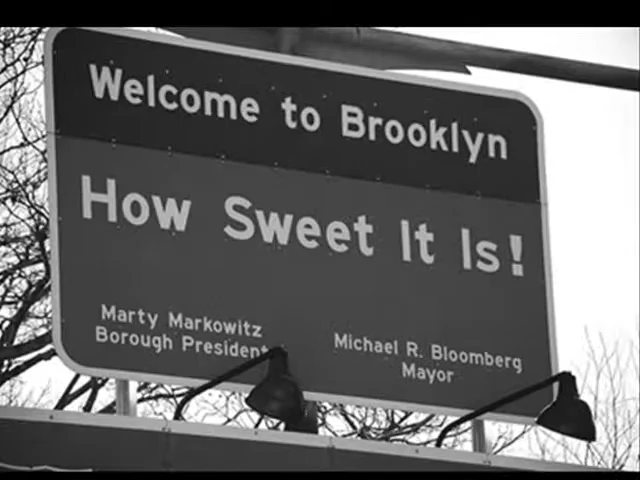 Welcome to Brooklyn
How Sweet It Is!
Marty Markowitz
Borough President
Michael R. Bloomberg
Mayor